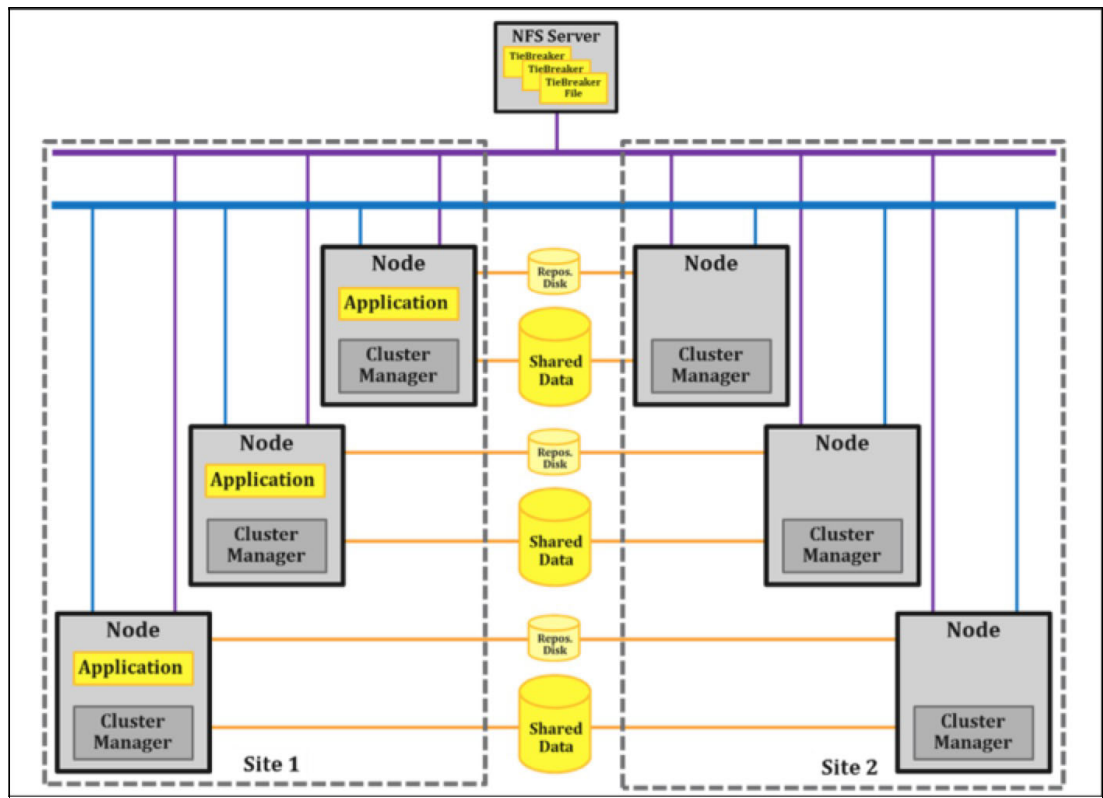 NFS Server
TieBreaker
TieBreaker
TieBreaker
File
Node
Application
Cluster
Manager
Repos.
Disk
Shared
Data
Node
Cluster
Manager
Node
Application
Cluster
Manager
Repos.
Disk
Shared
Data
Node
Cluster
Manager
Node
Application
Cluster
Manager
Repos.
Disk
Shared
Data
Node
Cluster
Manager
Site 1
Site 2